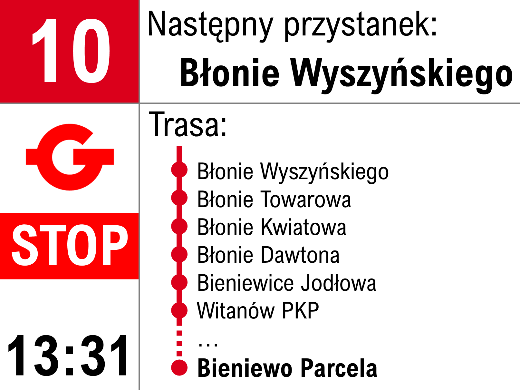 10
Następny przystanek:
Błonie Wyszyńskiego
G
STOP
13:31
Trasa:
Błonie Wyszyńskiego
Błonie Towarowa
Błonie Kwiatowa
Błonie Dawtona
Bieniewice Jodłowa
Witanów PKP
...
Bieniewo Parcela